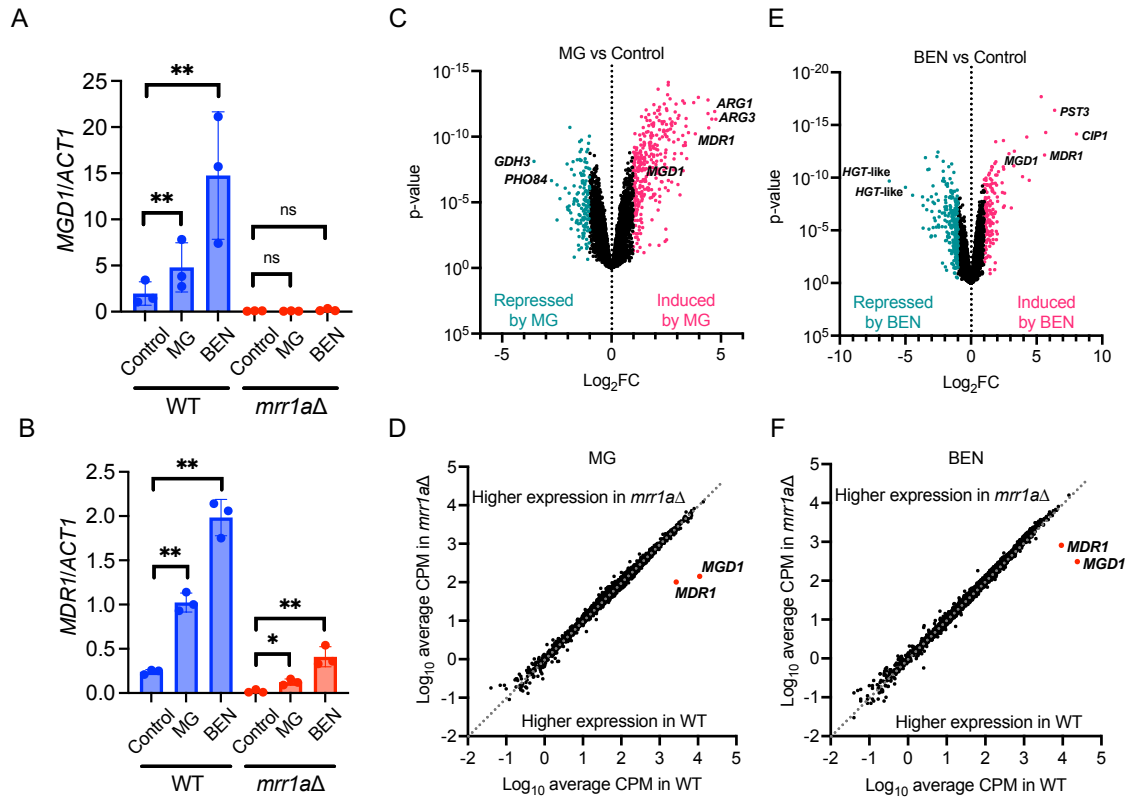 A
MGD1/ACT1
25
20
15
10
5
0
**
**
ns
ns
Control
MG
BEN
Control
MG
BEN
WT
mrr1aΔ
B
MDR1/ACT1
2.5
2.0
1.5
1.0
0.5
0.0
**
**
**
*
Control
MG
BEN
Control
MG
BEN
WT
mrr1aΔ
C
MG vs Control
p-value
10-15
10-10
10-5
100
105
ARG1
ARG3
MDR1
MGD1
GDH3
PHO84
Repressed
by MG
Induced
by MG
-5
0
5
Log2FC
D
MG
Log10 average CPM in mrr1aΔ
5
4
3
2
1
0
-1
-2
Higher expression in mrr1aΔ
MGD1
MDR1
Higher expression in WT
-2
-1
0
1
2
3
4
5
Log10 average CPM in WT
E
BEN vs Control
p-value
10-20
10-15
10-10
10-5
100
105
PST3
CIP1
MGD1
MDR1
HGT-like
HGT-like
Repressed
by BEN
Induced
by BEN
-10
-5
0
5
10
Log2FC
F
BEN
Log10 average CPM in mrr1aΔ
5
4
3
2
1
0
-1
-2
Higher expression in mrr1aΔ
MDR1
MGD1
Higher expression in WT
-2
-1
0
1
2
3
4
5
Log10 average CPM in WT